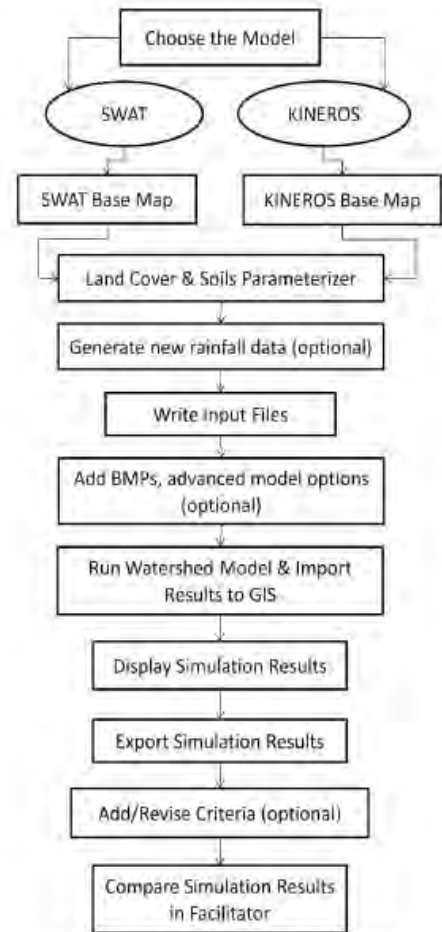 Choose the Model
SWAT
KINEROS
SWAT Base Map
KINEROS Base Map
Land Cover & Soils Parameterizer
Generate new rainfall data (optional)
Write Input Files
Add BMPs, advanced model options
(optional)
Run Watershed Model & Import
Results to GIS
Display Simulation Results
Export Simulation Results
Add/Revise Criteria (optional)
Compare Simulation Results
in Facilitator